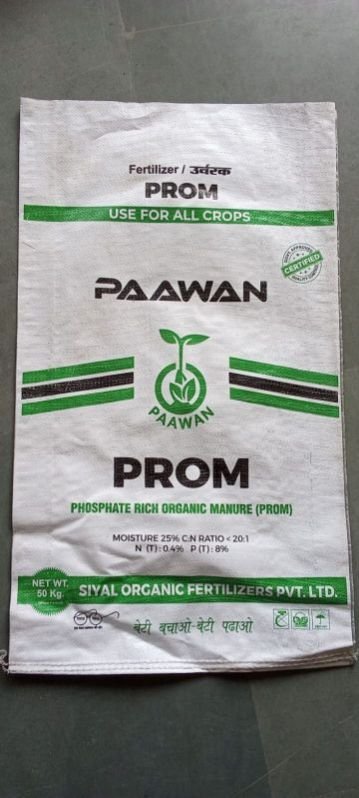 Fertilizer / उर्वरक
PROM
USE FOR ALL CROPS
CERTIFIED
PAAWAN
PAAWAN
PROM
PHOSPHATE RICH ORGANIC MANURE (PROM)
MOISTURE 25% C:N RATIO < 20:1
N (T) : 0.4% P (T) : 8%
NET WT.
50 Kg.
SIYAL ORGANIC FERTILIZERS PVT. LTD.
बेटी बचाओ-बेटी पढाओ